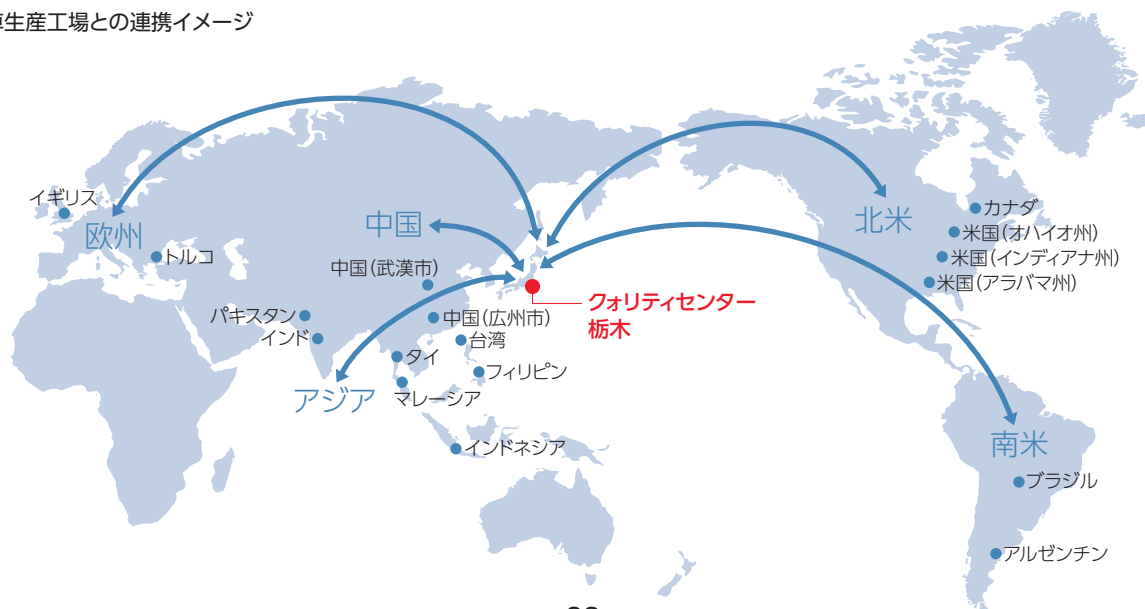 生産工場との連携イメージ
イギリス
欧州
トルコ
中国
中国(武漢市)
パキスタン
インド
中国(広州市)
台湾
タイ
フィリピン
アジア
マレーシア
インドネシア
クォリティセンター
栃木
北米
カナダ
米国(オハイオ州)
米国(インディアナ州)
米国(アラバマ州)
南米
ブラジル
アルゼンチン